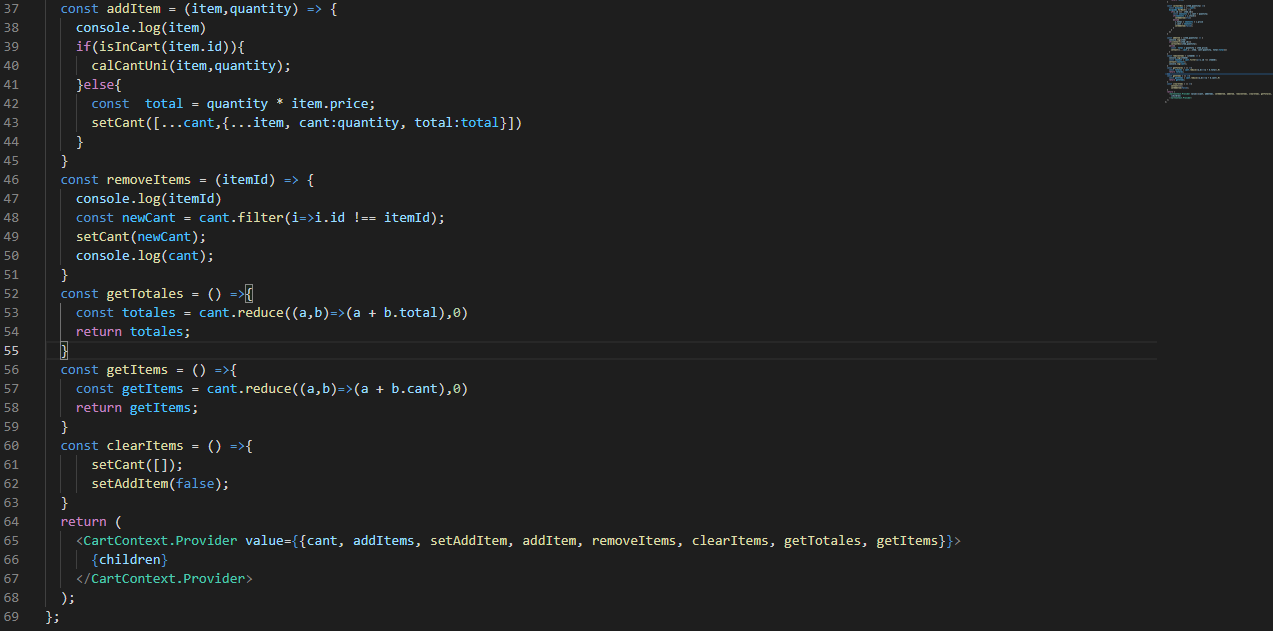 37 const addItem = (item,quantity) => {
38 console.log(item)
39 if(isInCart(item.id)){
40 calCantUni(item,quantity);
41 }else{
42 const  total = quantity * item.price;
43 setCant([...cant,{...item, cant:quantity, total:total}])
44 }
45 }
46 const removeItems = (itemId) => {
47 console.log(itemId)
48 const newCant = cant.filter(i=>i.id !== itemId);
49 setCant(newCant);
50 console.log(cant);
51 }
52 const getTotales = () =>{
53 const totales = cant.reduce((a,b)=>(a + b.total),0)
54 return totales;
55 }
56 const getItems = () =>{
57 const getItems = cant.reduce((a,b)=>(a + b.cant),0)
58 return getItems;
59 }
60 const clearItems = () =>{
61 setCant([]);
62 setAddItem(false);
63 }
64 return (
65 <CartContext.Provider value={{cant, addItems, setAddItem, addItem, removeItems, clearItems, getTotales, getItems}}>
66 {children}
67 </CartContext.Provider>
68 );
69 };